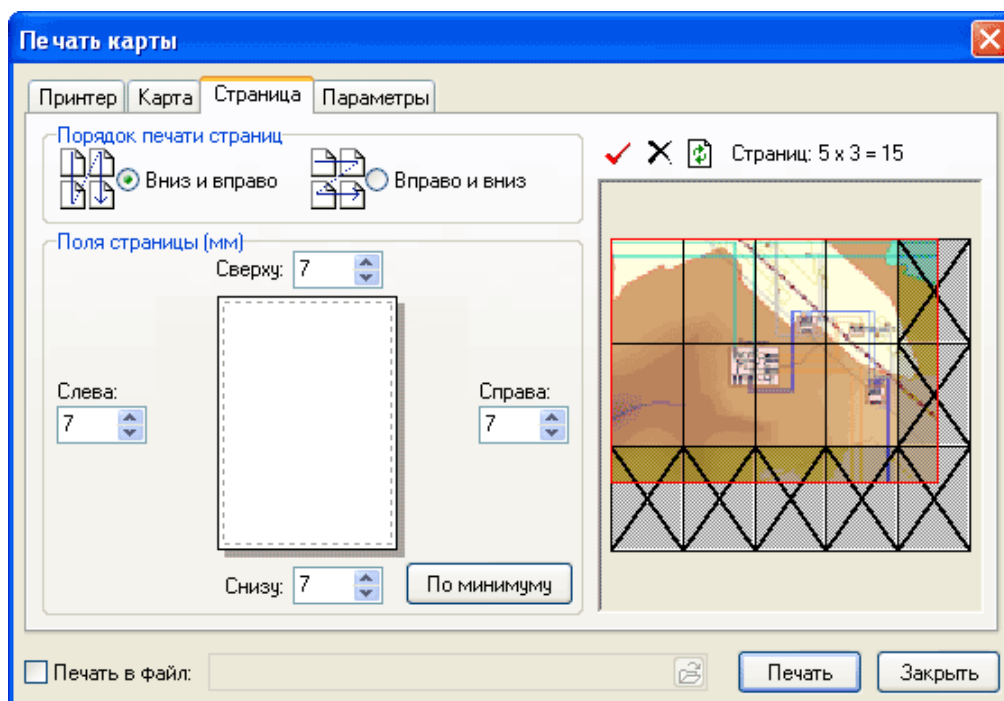 Печать карты
Принтер Карта Страница Параметры
Порядок печати страниц
Вниз и вправо Вправо и вниз
Страниц: 5 x 3 = 15
Поля страницы (мм)
Сверху: 7
Слева:
7
Справа:
7
Снизу: 7 По минимуму
Печать в файл: Печать Закрыть